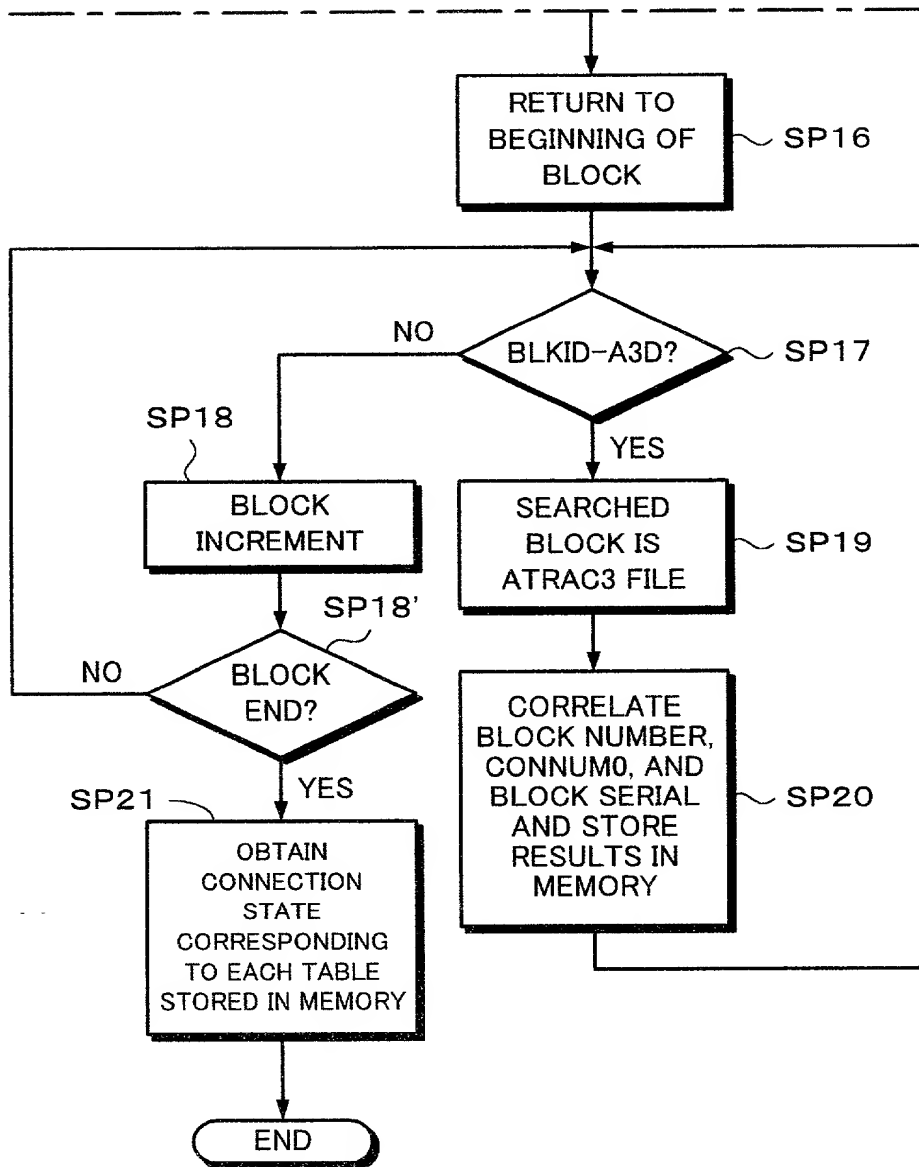 RETURN TO
BEGINNING OF
BLOCK
SP16
NO
BLKID-A3D?
SP17
SP18
YES
BLOCK
INCREMENT
SEARCHED
BLOCK IS
ATRAC3 FILE
SP19
SP18'
NO
BLOCK
END?
CORRELATE
BLOCK NUMBER,
CONNUM0, AND
BLOCK SERIAL
AND STORE
RESULTS IN
MEMORY
SP20
YES
SP21
OBTAIN
CONNECTION
STATE
CORRESPONDING
TO EACH TABLE
STORED IN MEMORY
END